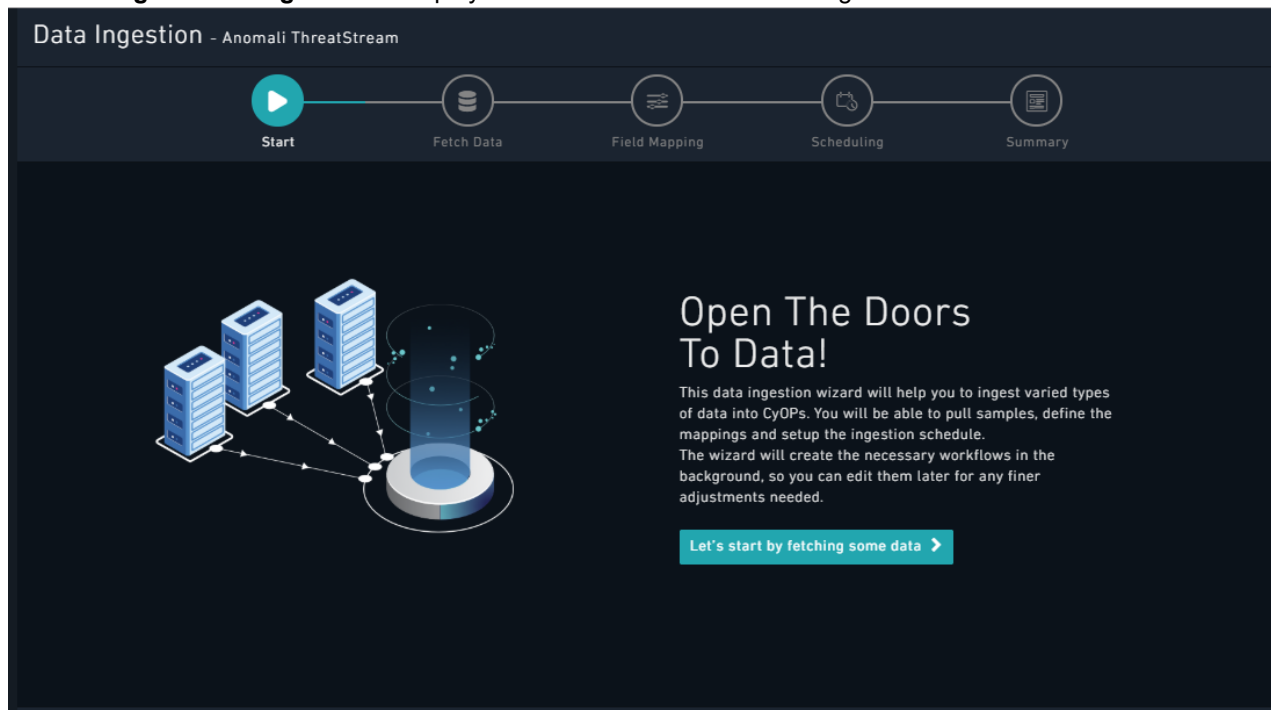 Data Ingestion - Anomali ThreatStream
Start
Fetch Data
Field Mapping
Scheduling
Summary
Open The Doors
To Data!
This data ingestion wizard will help you to ingest varied types
of data into CyOPs. You will be able to pull samples, define the
mappings and setup the ingestion schedule.
The wizard will create the necessary workflows in the
background, so you can edit them later for any finer
adjustments needed.
Let's start by fetching some data